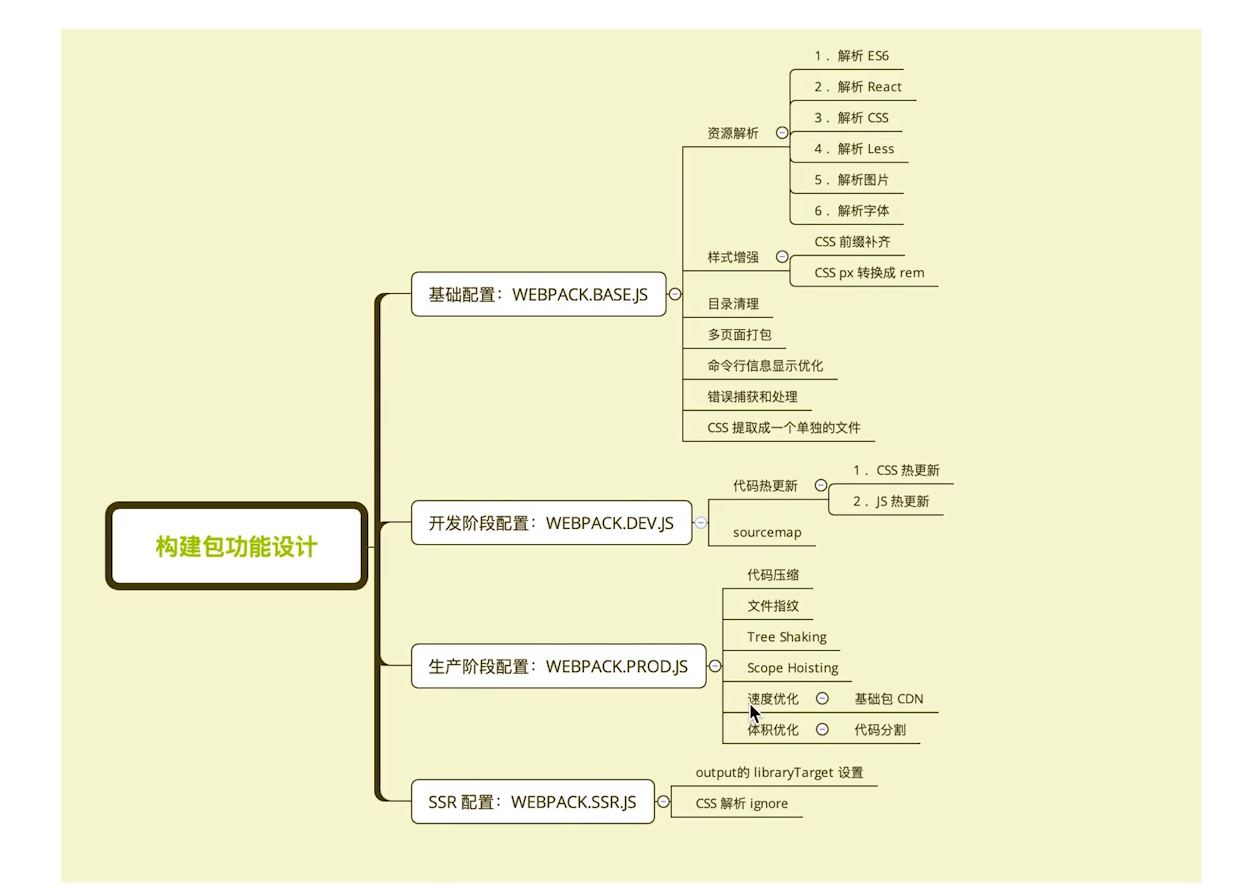 构建包功能设计
基础配置：WEBPACK.BASE.JS
资源解析
1．解析 ES6
2．解析 React
3．解析 CSS
4．解析 Less
5．解析图片
6．解析字体
样式增强
CSS 前缀补齐
CSS px 转换成 rem
目录清理
多页面打包
命令行信息显示优化
错误捕获和处理
CSS 提取成一个单独的文件
开发阶段配置：WEBPACK.DEV.JS
代码热更新
1．CSS 热更新
2．JS 热更新
sourcemap
生产阶段配置：WEBPACK.PROD.JS
代码压缩
文件指纹
Tree Shaking
Scope Hoisting
速度优化
基础包 CDN
体积优化
代码分割
SSR 配置：WEBPACK.SSR.JS
output的 libraryTarget 设置
CSS 解析 ignore